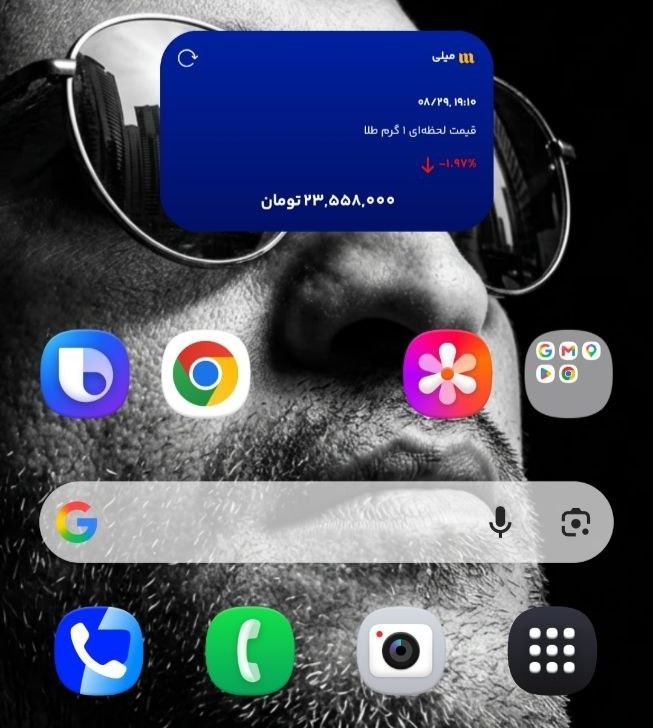 میلی
۰۸/۲۹, ۱۹:۱۰
قیمت لحظه‌ای ۱ گرم طلا
-۱.۹۷%
۲۳,۵۵۸,۰۰۰ تومان